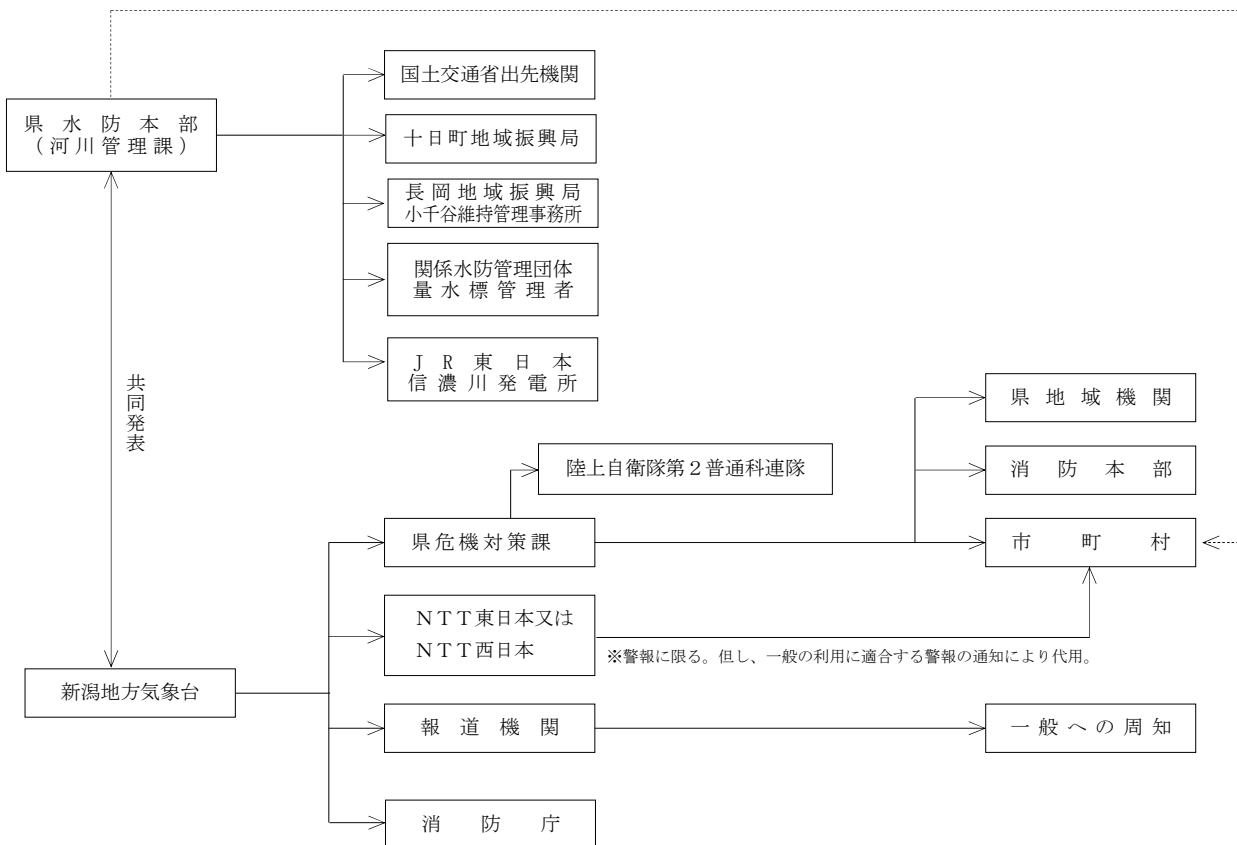 国土交通省出先機関
県水防本部
(河川管理課)
十日町地域振興局
長岡地域振興局
小千谷維持管理事務所
関係水防管理団体
量水標管理者
JR東日本
信濃川発電所
共同発表
県地域機関
陸上自衛隊第２普通科連隊
消防本部
県危機対策課
市町村
ＮＴＴ東日本又は
ＮＴＴ西日本
※警報に限る。但し、一般の利用に適合する警報の通知により代用。
新潟地方気象台
報道機関
一般への周知
消防庁